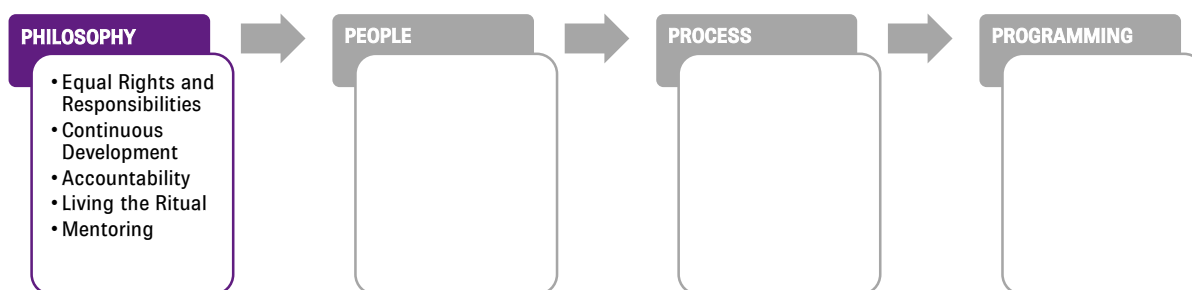 PHILOSOPHY
PEOPLE
PROCESS
PROGRAMMING
• Equal Rights and
Responsibilities
• Continuous
Development
• Accountability
• Living the Ritual
• Mentoring